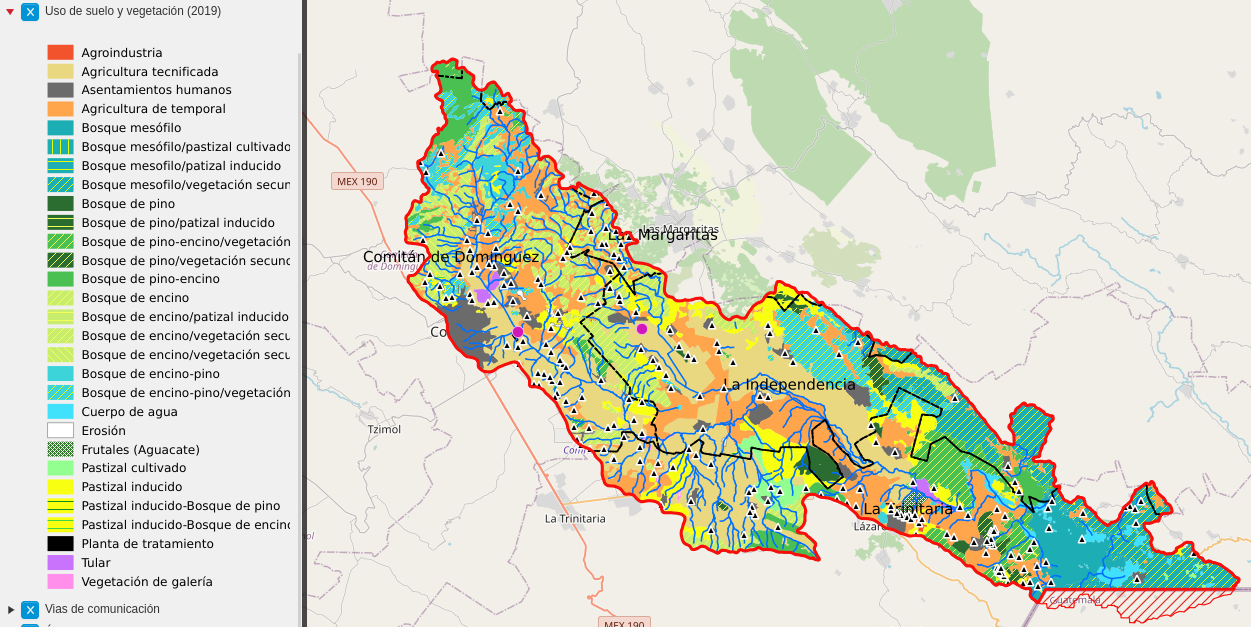 Uso de suelo y vegetación (2019)
Agroindustria
Agricultura tecnificada
Asentamientos humanos
Agricultura de temporal
Bosque mesófilo
Bosque mesófilo/pastizal cultivado
Bosque mesofilo/patizal inducido
Bosque mesofilo/vegetación secun
Bosque de pino
Bosque de pino/patizal inducido
Bosque de pino-encino/vegetación
Bosque de pino/vegetación secund
Bosque de pino-encino
Bosque de encino
Bosque de encino/patizal inducido
Bosque de encino/vegetación secu
Bosque de encino/vegetación secu
Bosque de encino-pino
Bosque de encino-pino/vegetación
Cuerpo de agua
Erosión
Frutales (Aguacate)
Pastizal cultivado
Pastizal inducido
Pastizal inducido-Bosque de pino
Pastizal inducido-Bosque de encino
Planta de tratamiento
Tular
Vegetación de galería
Vias de comunicación
MEX 190
Las Margaritas
Las Margaritas
Comitán de Domínguez
de Domíng
Co
La Independencia
Tzimol
La Trinitaria
La Trinitaria
Lázar
Guatemala
MEX 190